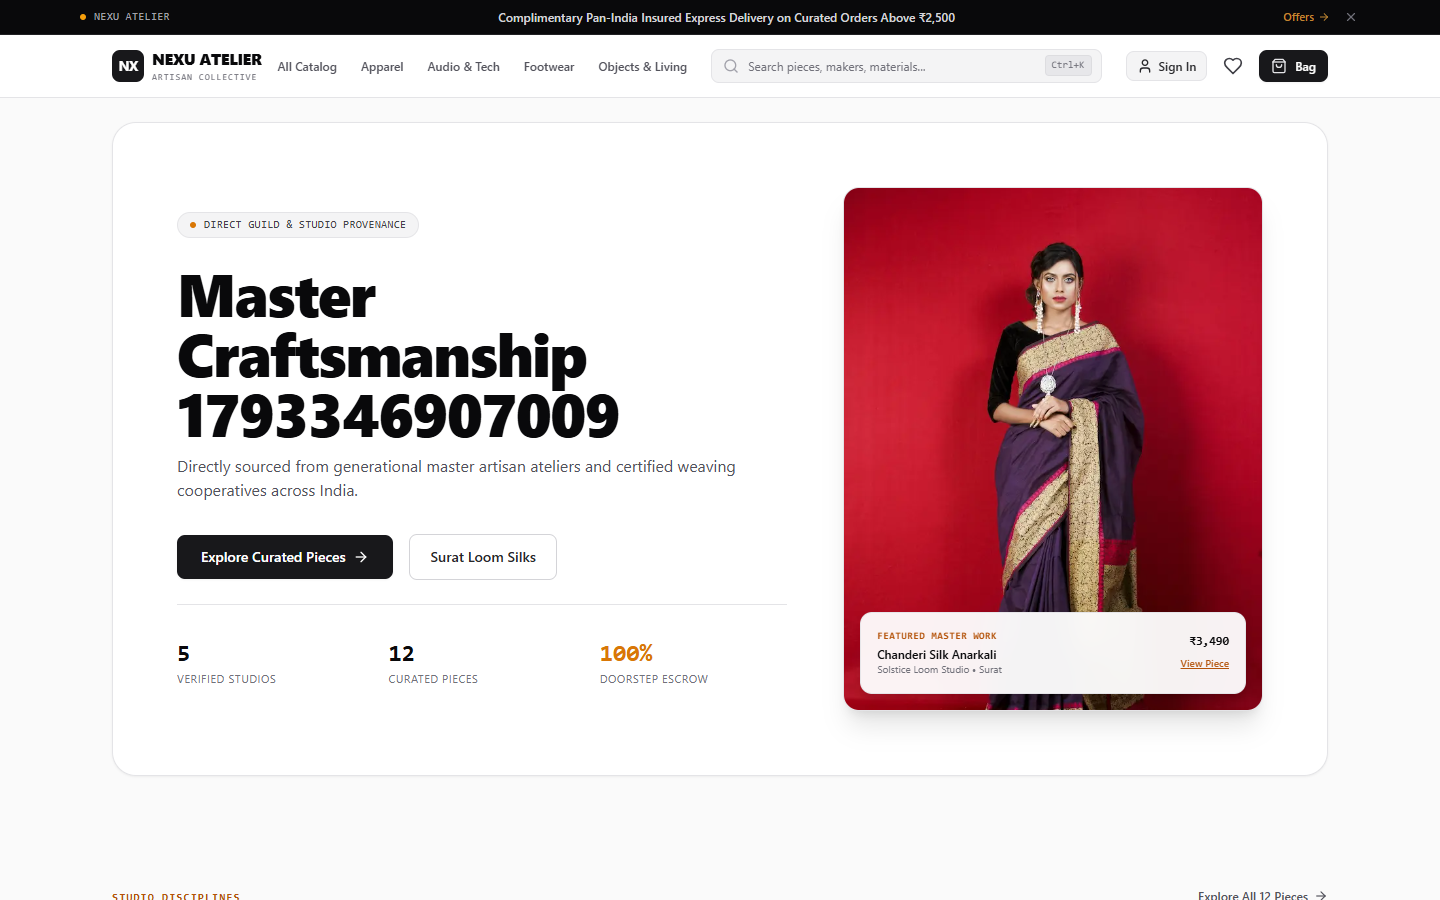 NEXU ATELIER
Complimentary Pan-India Insured Express Delivery on Curated Orders Above ₹2,500
Offers →
NX
NEXU ATELIER
ARTISAN COLLECTIVE
All Catalog
Apparel
Audio & Tech
Footwear
Objects & Living
Search pieces, makers, materials...
Ctrl+K
Sign In
Bag
DIRECT GUILD & STUDIO PROVENANCE
Master
Craftsmanship
1793346907009
Directly sourced from generational master artisan ateliers and certified weaving
cooperatives across India.
Explore Curated Pieces →
Surat Loom Silks
5
VERIFIED STUDIOS
12
CURATED PIECES
100%
DOORSTEP ESCROW
FEATURED MASTER WORK
Chanderi Silk Anarkali
Solstice Loom Studio • Surat
₹3,490
View Piece
STUDIO DISCIPLINES
Explore All 12 Pieces →